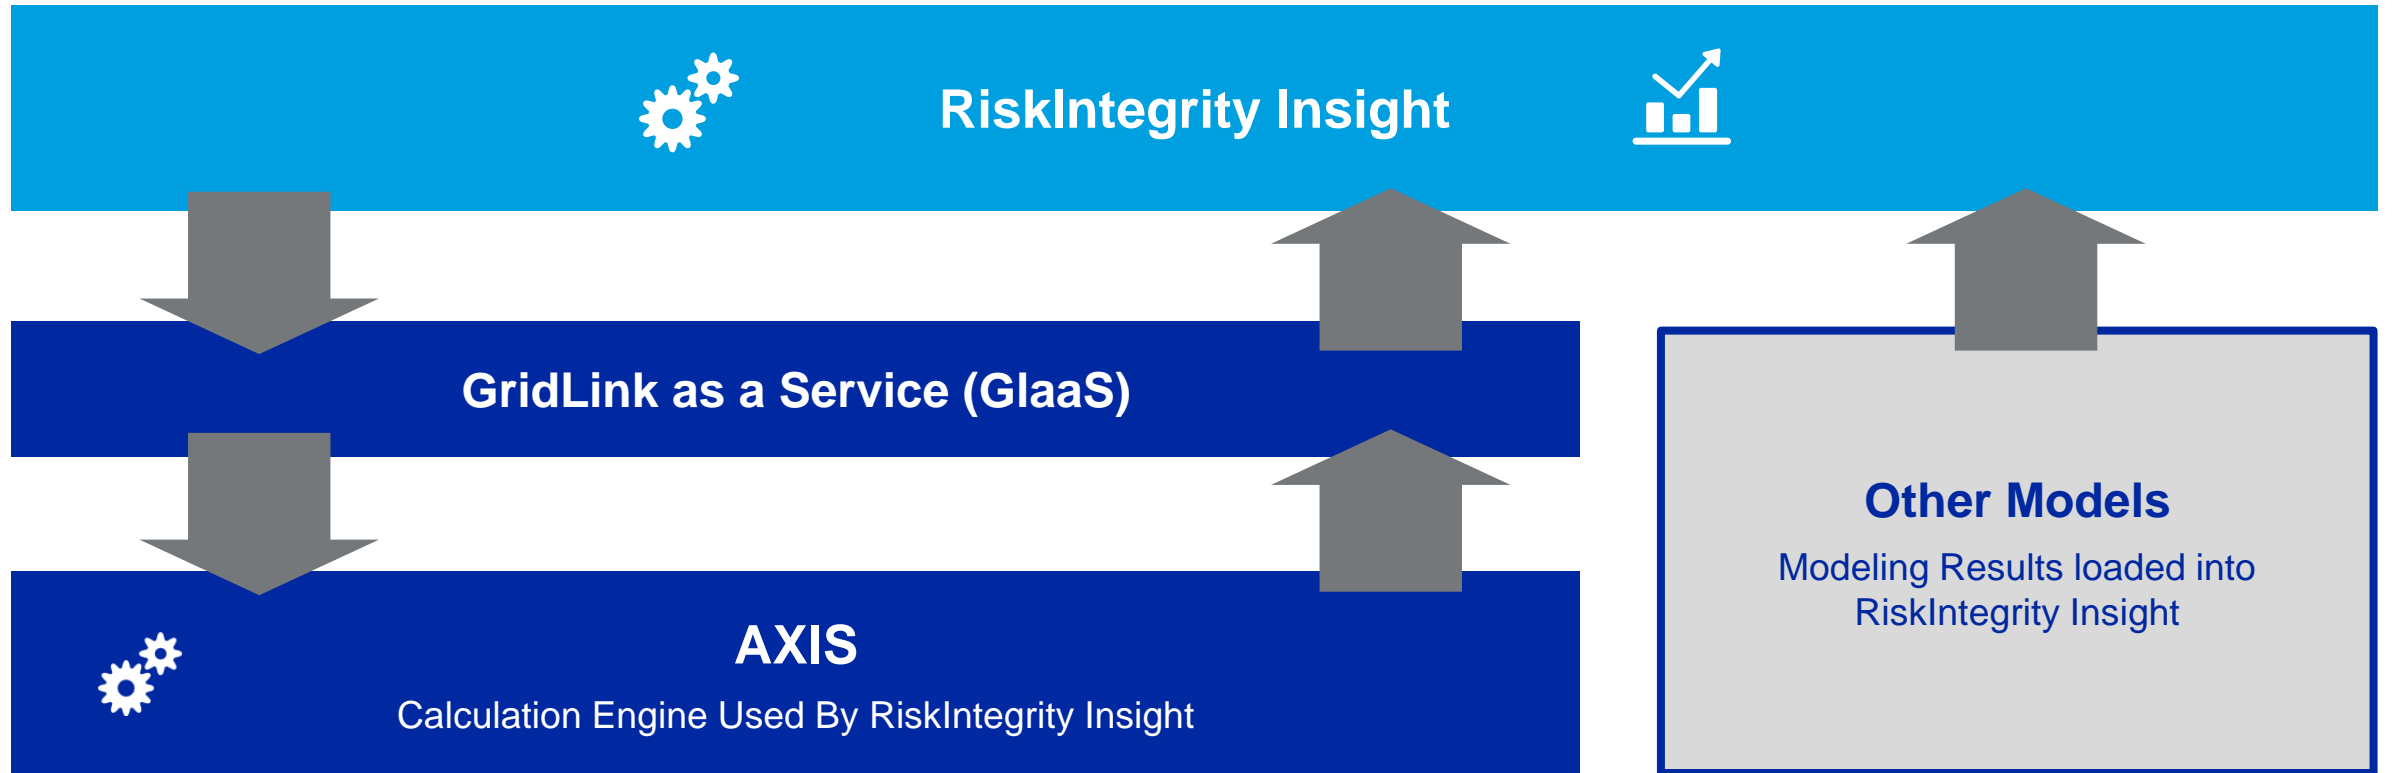 RiskIntegrity Insight
GridLink as a Service (GlaaS)
AXIS
Calculation Engine Used By RiskIntegrity Insight
Other Models
Modeling Results loaded into
RiskIntegrity Insight